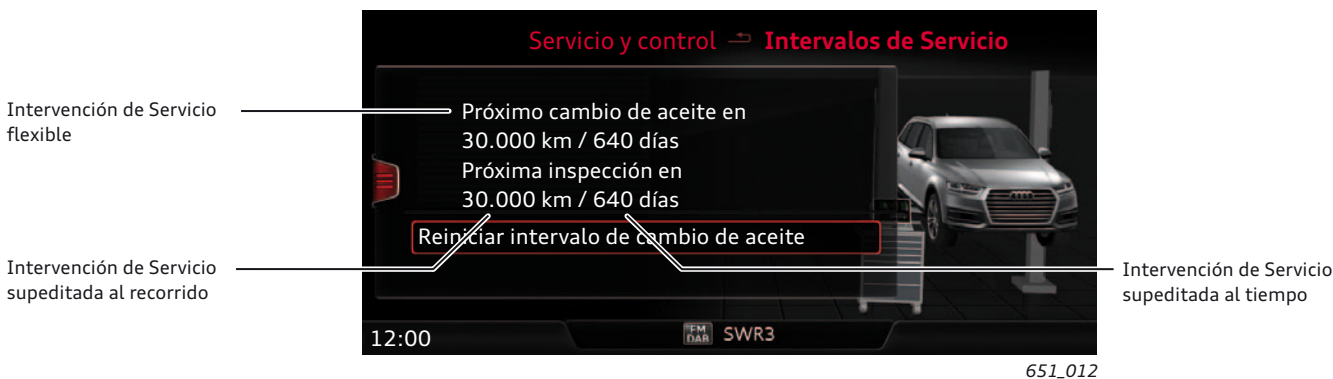 Servicio y control Intervalos de Servicio
Intervención de Servicio
flexible
Próximo cambio de aceite en
30.000 km / 640 días
Próxima inspección en
30.000 km / 640 días
Reiniciar intervalo de cambio de aceite
Intervención de Servicio
supeditada al recorrido
Intervención de Servicio
supeditada al tiempo
12:00
FM
DAB
SWR3
651_012